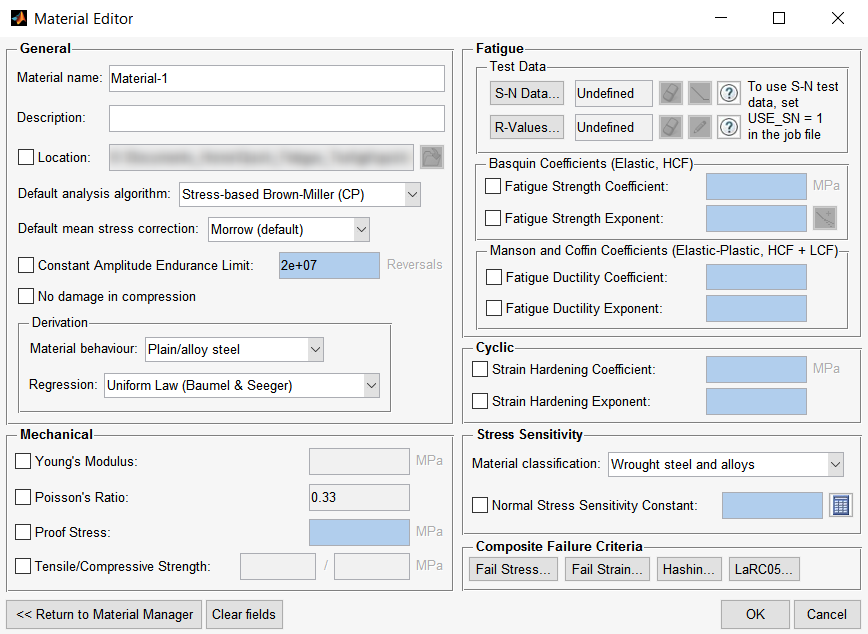 Material Editor
General
Material name: Material-1
Description:
Location:
Default analysis algorithm: Stress-based Brown-Miller (CP)
Default mean stress correction: Morrow (default)
Constant Amplitude Endurance Limit: 2e+07 Reversals
No damage in compression
Derivation
Material behaviour: Plain/alloy steel
Regression: Uniform Law (Baumel & Seeger)
Mechanical
Young's Modulus: MPa
Poisson's Ratio: 0.33
Proof Stress: MPa
Tensile/Compressive Strength: / MPa
<< Return to Material Manager Clear fields
Fatigue
Test Data
S-N Data... Undefined ?
R-Values... Undefined ?
To use S-N test
data, set
USE_SN = 1
in the job file
Basquin Coefficients (Elastic, HCF)
Fatigue Strength Coefficient: MPa
Fatigue Strength Exponent:
Manson and Coffin Coefficients (Elastic-Plastic, HCF + LCF)
Fatigue Ductility Coefficient:
Fatigue Ductility Exponent:
Cyclic
Strain Hardening Coefficient: MPa
Strain Hardening Exponent:
Stress Sensitivity
Material classification: Wrought steel and alloys
Normal Stress Sensitivity Constant:
Composite Failure Criteria
Fail Stress... Fail Strain... Hashin... LaRC05...
OK Cancel